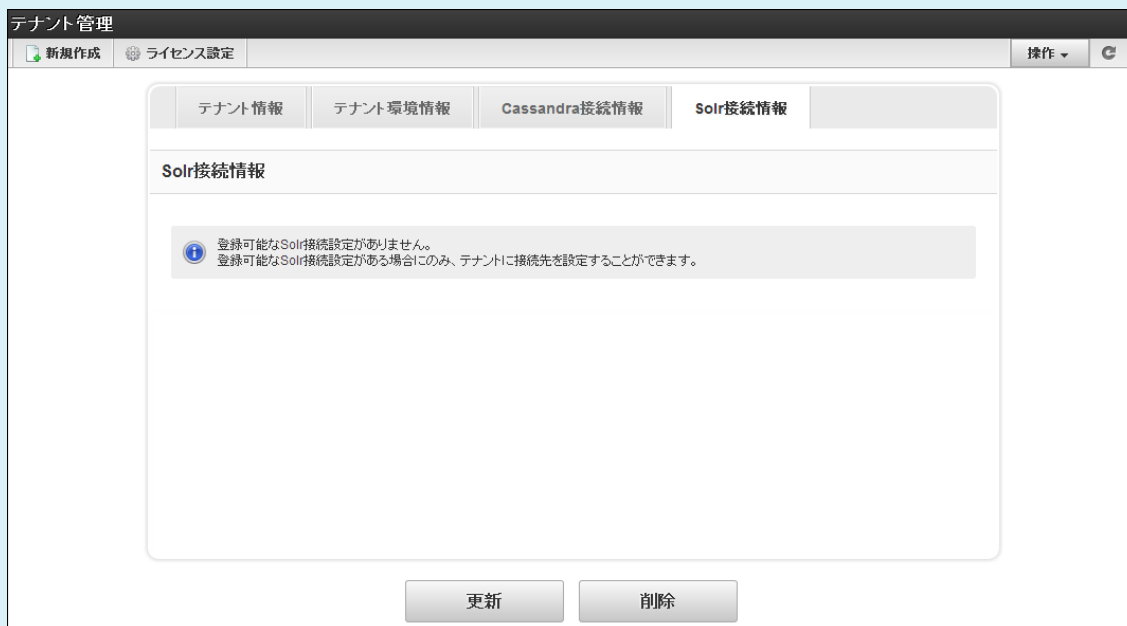 テナント管理
新規作成 ライセンス設定 操作
テナント情報 テナント環境情報 Cassandra接続情報 Solr接続情報
Solr接続情報
登録可能なSolr接続設定がありません。
登録可能なSolr接続設定がある場合にのみ、テナントに接続先を設定することができます。
更新 削除